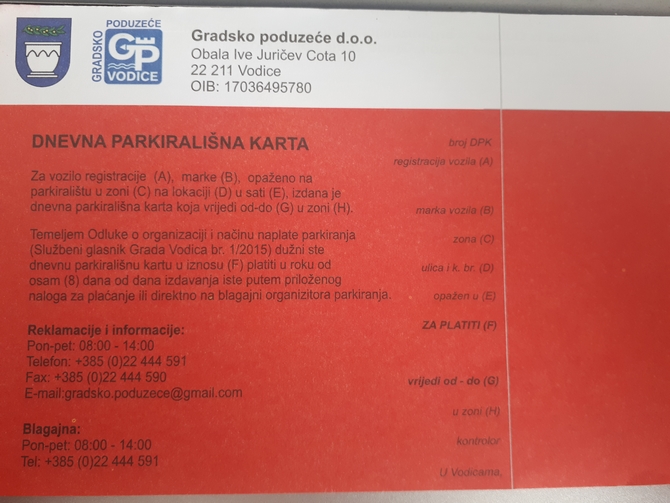 PODUZEĆE
GRADSKO
GP
VODICE
Gradsko poduzeće d.o.o.
Obala Ive Juričev Cota 10
22 211 Vodice
OIB: 17036495780
DNEVNA PARKIRALIŠNA KARTA
Za vozilo registracije (A), marke (B), opaženo na
parkiralištu u zoni (C) na lokaciji (D) u sati (E), izdana je
dnevna parkirališna karta koja vrijedi od-do (G) u zoni (H).
Temeljem Odluke o organizaciji i načinu naplate parkiranja
(Službeni glasnik Grada Vodica br. 1/2015) dužni ste
dnevnu parkirališnu kartu u iznosu (F) platiti u roku od
osam (8) dana od dana izdavanja iste putem priloženog
naloga za plaćanje ili direktno na blagajni organizitora parkiranja.
Reklamacije i informacije:
Pon-pet: 08:00 - 14:00
Telefon: +385 (0)22 444 591
Fax: +385 (0)22 444 590
E-mail:gradsko.poduzece@gmail.com
Blagajna:
Pon-pet: 08:00 - 14:00
Tel: +385 (0)22 444 591
broj DPK
registracija vozila (A)
marka vozila (B)
zona (C)
ulica i k. br. (D)
opažen u (E)
ZA PLATITI (F)
vrijedi od - do (G)
u zoni (H)
kontrolor
U Vodicama,